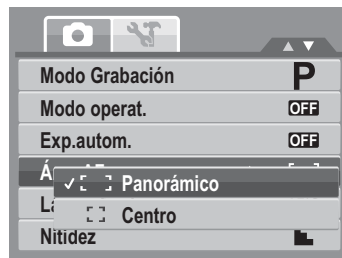 Modo Grabación P
Modo operat. OFF
Exp.autom. OFF
Panorámico
Centro
Nitidez